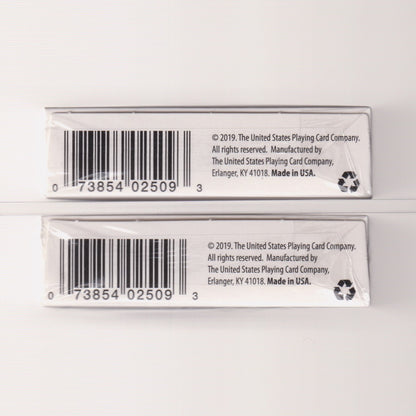 © 2019. The United States Playing Card Company.
All rights reserved. Manufactured by
The United States Playing Card Company,
Erlanger, KY 41018. Made in USA.
0 73854 02509 3
© 2019. The United States Playing Card Company.
All rights reserved. Manufactured by
The United States Playing Card Company,
Erlanger, KY 41018. Made in USA.
0 73854 02509 3